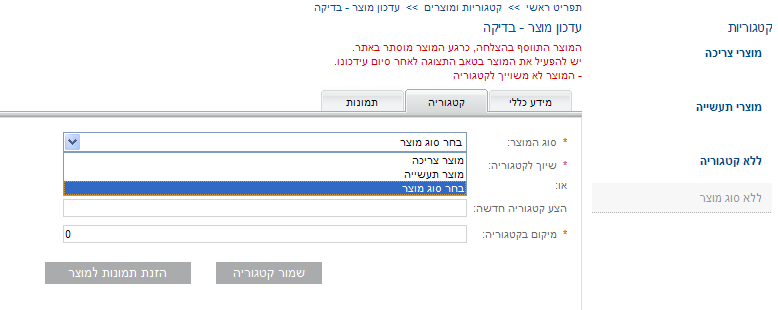 תפריט ראשי >> קטגוריות ומוצרים >> עדכון מוצר - בדיקה
קטגוריות
מוצרי צריכה
מוצרי תעשייה
ללא קטגוריה
ללא סוג מוצר
עדכון מוצר - בדיקה
המוצר התווסף בהצלחה, כרגע המוצר מוסתר באתר.
יש להפעיל את המוצר בטאב התצוגה לאחר סיום עידכונו.
- המוצר לא משוייך לקטגוריה
מידע כללי
קטגוריה
תמונות
* סוג המוצר:
בחר סוג מוצר
מוצר צריכה
מוצר תעשייה
בחר סוג מוצר
* שיוך לקטגוריה:
או:
הצע קטגוריה חדשה:
* מיקום בקטגוריה:
0
שמור קטגוריה
הזנת תמונות למוצר